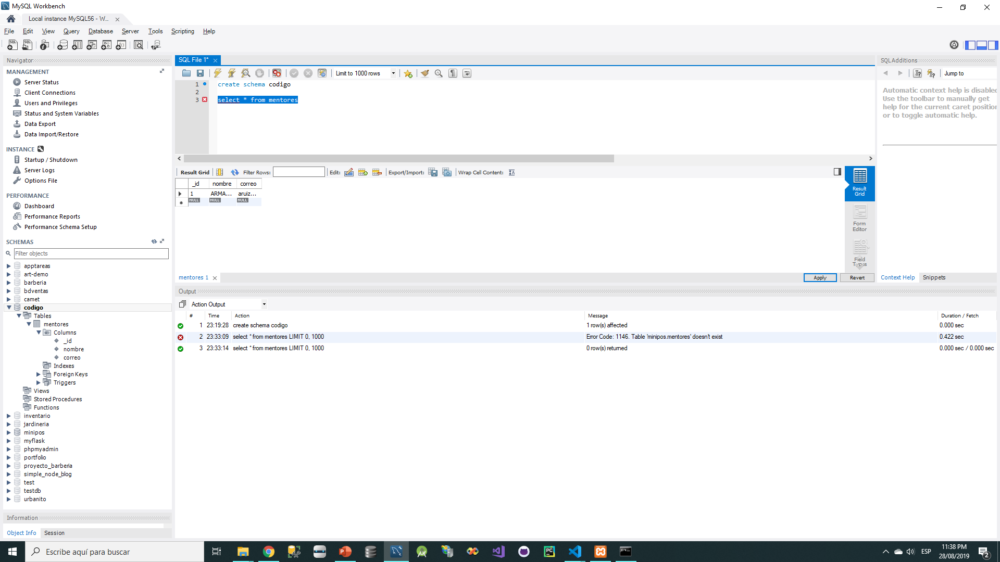 MySQL Workbench
Local instance MySQL56 - W...
File Edit View Query Database Server Tools Scripting Help
Navigator
MANAGEMENT
Server Status
Client Connections
Users and Privileges
Status and System Variables
Data Export
Data Import/Restore
INSTANCE
Startup / Shutdown
Server Logs
Options File
PERFORMANCE
Dashboard
Performance Reports
Performance Schema Setup
SCHEMAS
Filter objects
apptareas
art-demo
barberia
bdventas
camet
codigo
Tables
mentores
Columns
_id
nombre
correo
Indexes
Foreign Keys
Triggers
Views
Stored Procedures
Functions
inventario
jardineria
minipos
myflask
phpmyadmin
portfolio
proyecto_barberia
simple_node_blog
test
testdb
urbanito
Information
Object Info Session
SQL File 1*
Limit to 1000 rows
1 create schema codigo
2
3 select * from mentores
Result Grid Filter Rows: Edit: Export/Import: Wrap Cell Content:
_id nombre correo
1 ARMA... aruiz...
NULL NULL NULL
Result
Grid
Form
Editor
Field
Types
mentores 1
Apply Revert
SQLAdditions
Jump to
Automatic context help is disabled
Use the toolbar to manually get
help for the current caret position
or to toggle automatic help.
Context Help Snippets
Output
Action Output
# Time Action Message Duration / Fetch
1 23:19:28 create schema codigo 1 row(s) affected 0.000 sec
2 23:33:09 select * from mentores LIMIT 0, 1000 Error Code: 1146. Table 'minipos.mentores' doesn't exist 0.422 sec
3 23:33:14 select * from mentores LIMIT 0, 1000 0 row(s) returned 0.000 sec / 0.000 sec
Escribe aquí para buscar
ESP
11:38 PM
28/08/2019
2